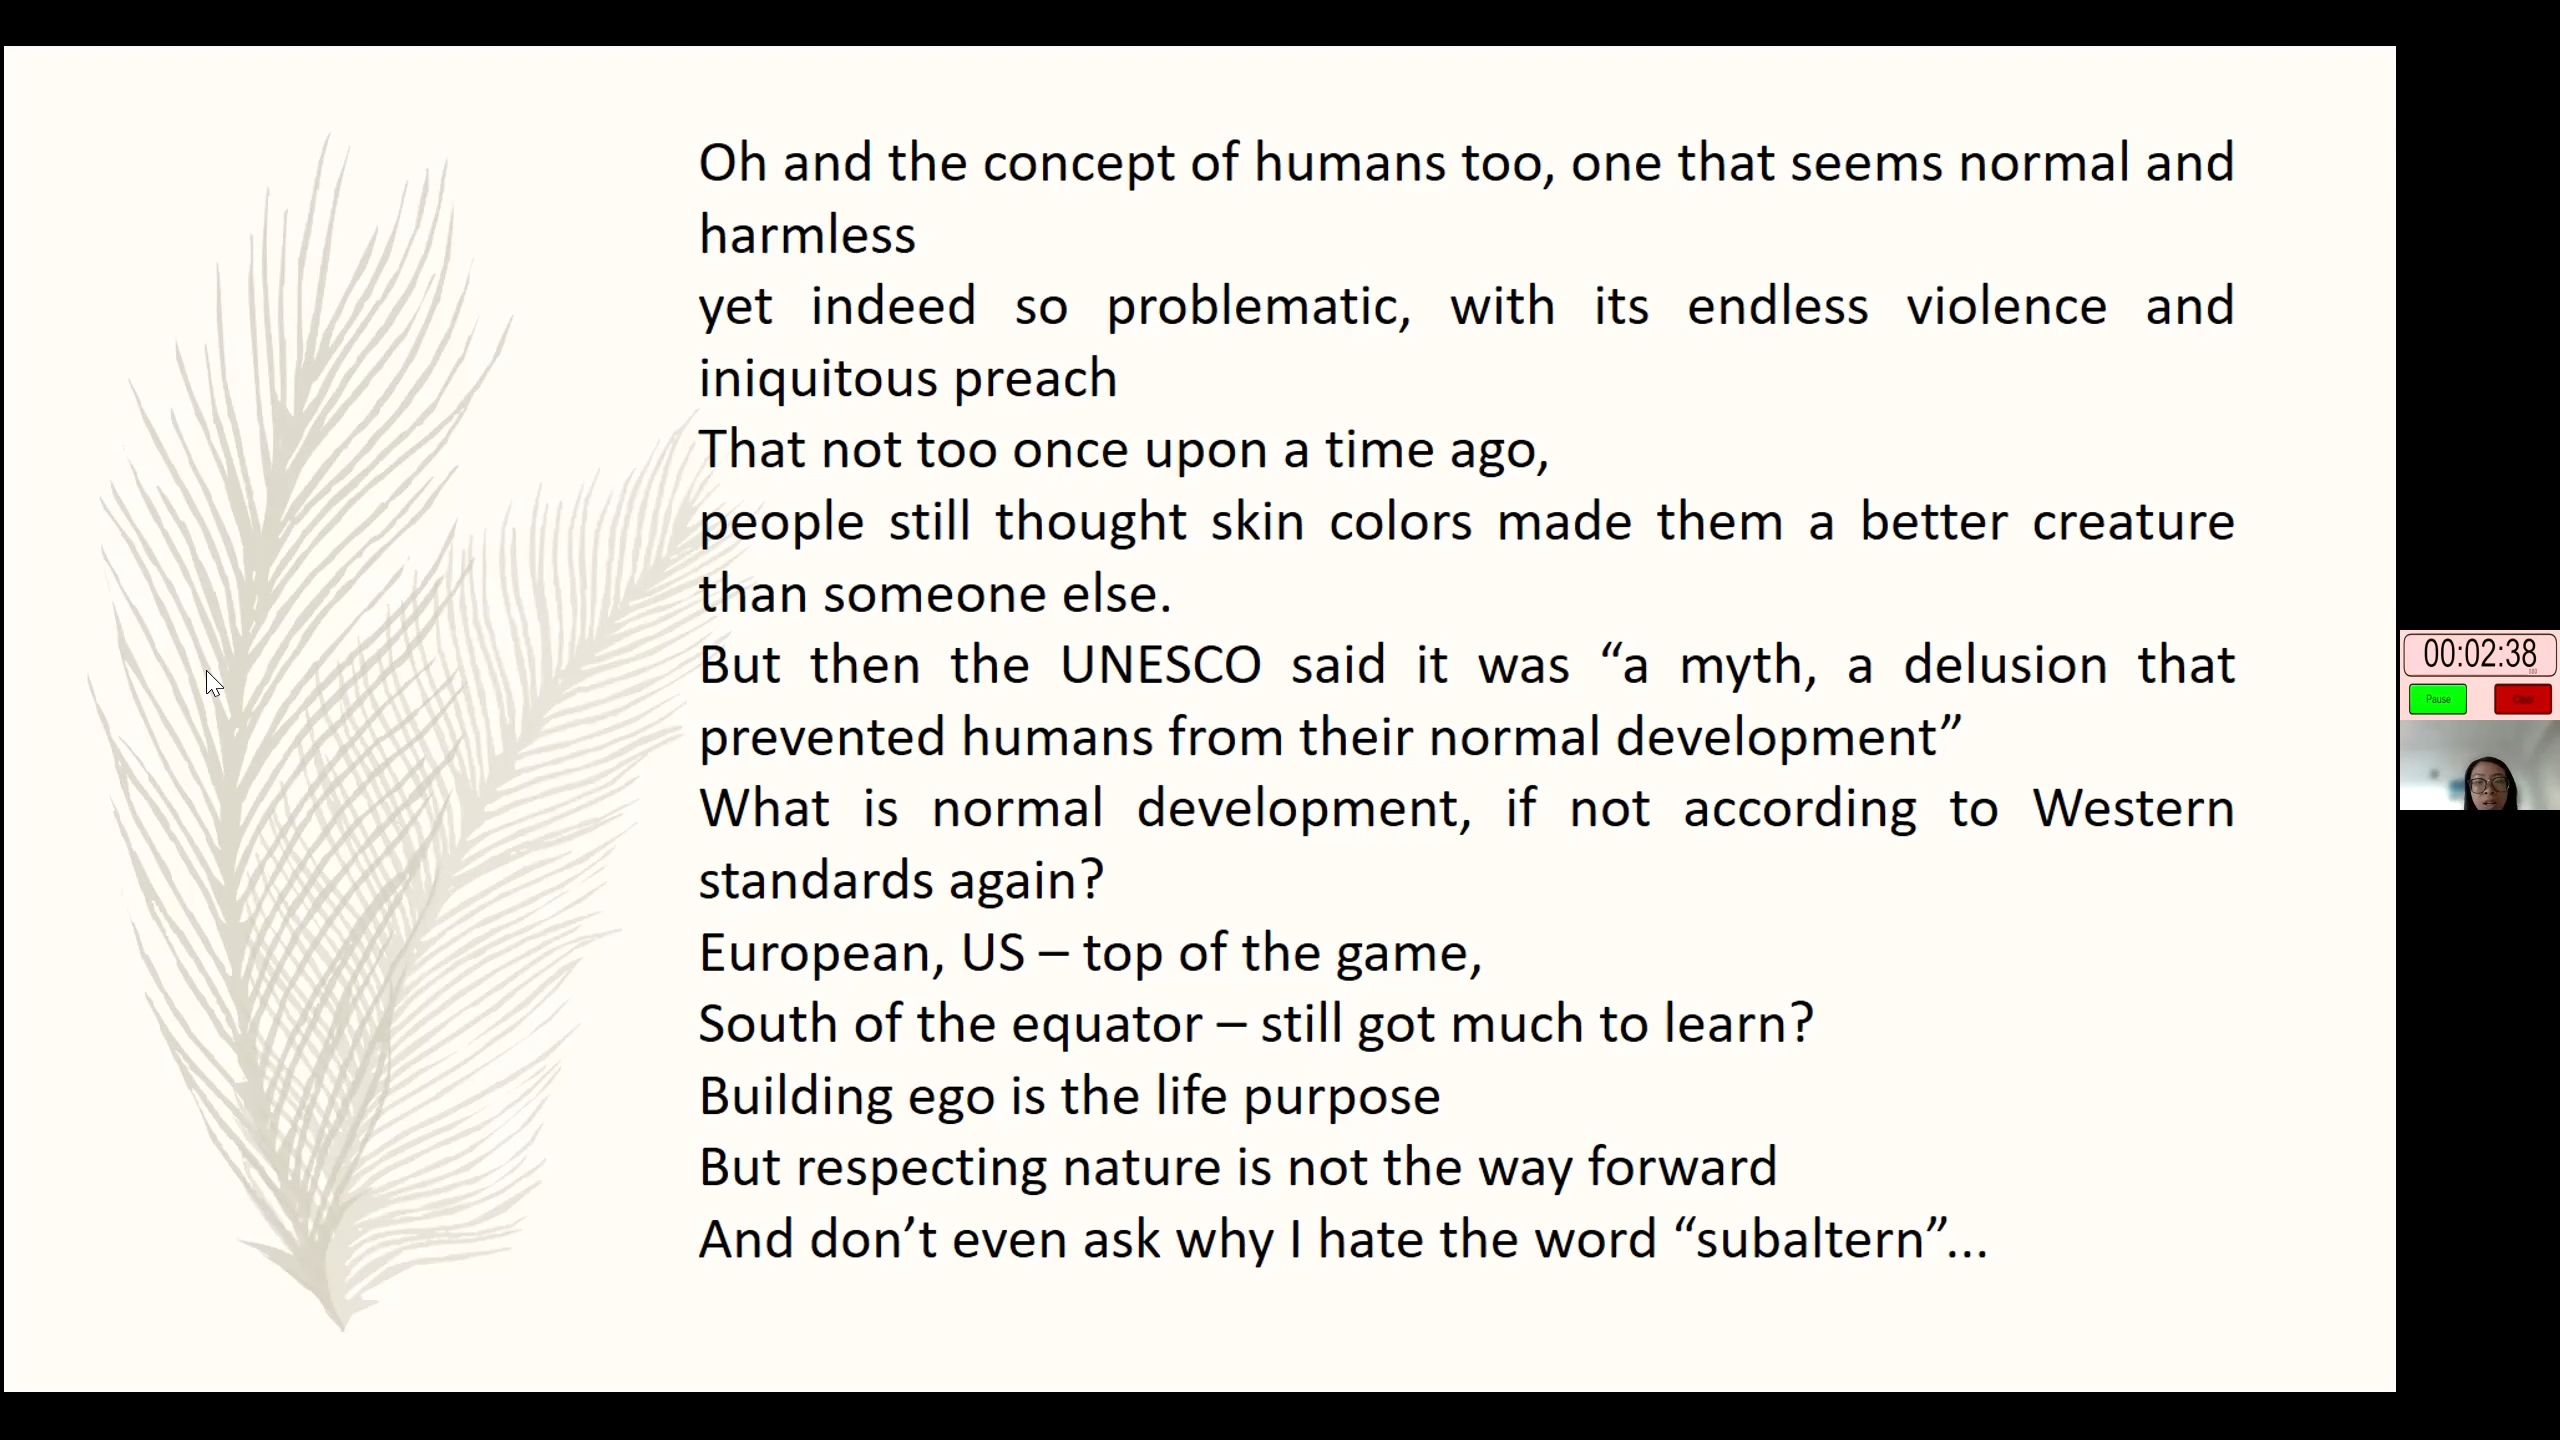 Oh and the concept of humans too, one that seems normal and
harmless
yet indeed so problematic, with its endless violence and
iniquitous preach
That not too once upon a time ago,
people still thought skin colors made them a better creature
than someone else.
But then the UNESCO said it was “a myth, a delusion that
prevented humans from their normal development”
What is normal development, if not according to Western
standards again?
European, US – top of the game,
South of the equator – still got much to learn?
Building ego is the life purpose
But respecting nature is not the way forward
And don’t even ask why I hate the word “subaltern”...
00:02:38
Pause